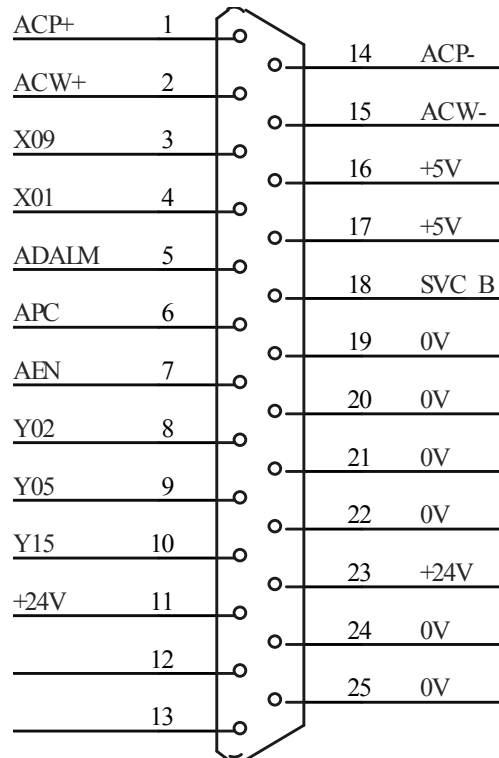 ACP+ 1
14 ACP-
ACW+ 2
15 ACW-
X09 3
16 +5V
X01 4
17 +5V
ADALM 5
18 SVC B
APC 6
19 0V
AEN 7
20 0V
Y02 8
21 0V
Y05 9
22 0V
Y15 10
23 +24V
+24V 11
24 0V
12
25 0V
13